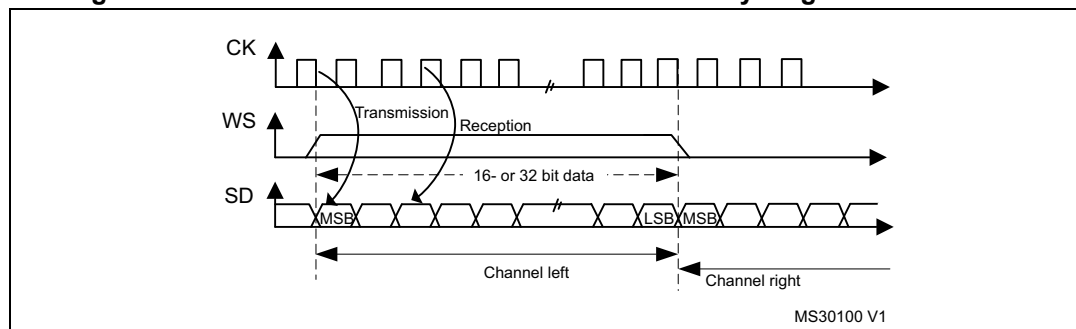 CK
Transmission
WS
Reception
16- or 32 bit data
SD
MSB
LSB
MSB
Channel left
Channel right
MS30100 V1